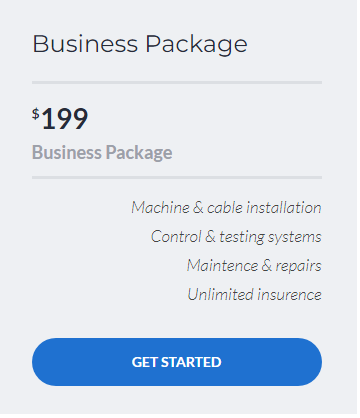 Business Package
$199
Business Package
Machine & cable installation
Control & testing systems
Maintence & repairs
Unlimited insurence
GET STARTED